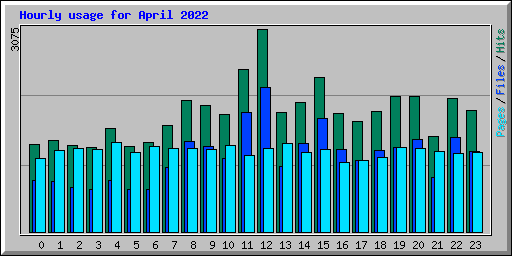 Hourly usage for April 2022
3075
Pages/Files/Hits
0 1 2 3 4 5 6 7 8 9 10 11 12 13 14 15 16 17 18 19 20 21 22 23